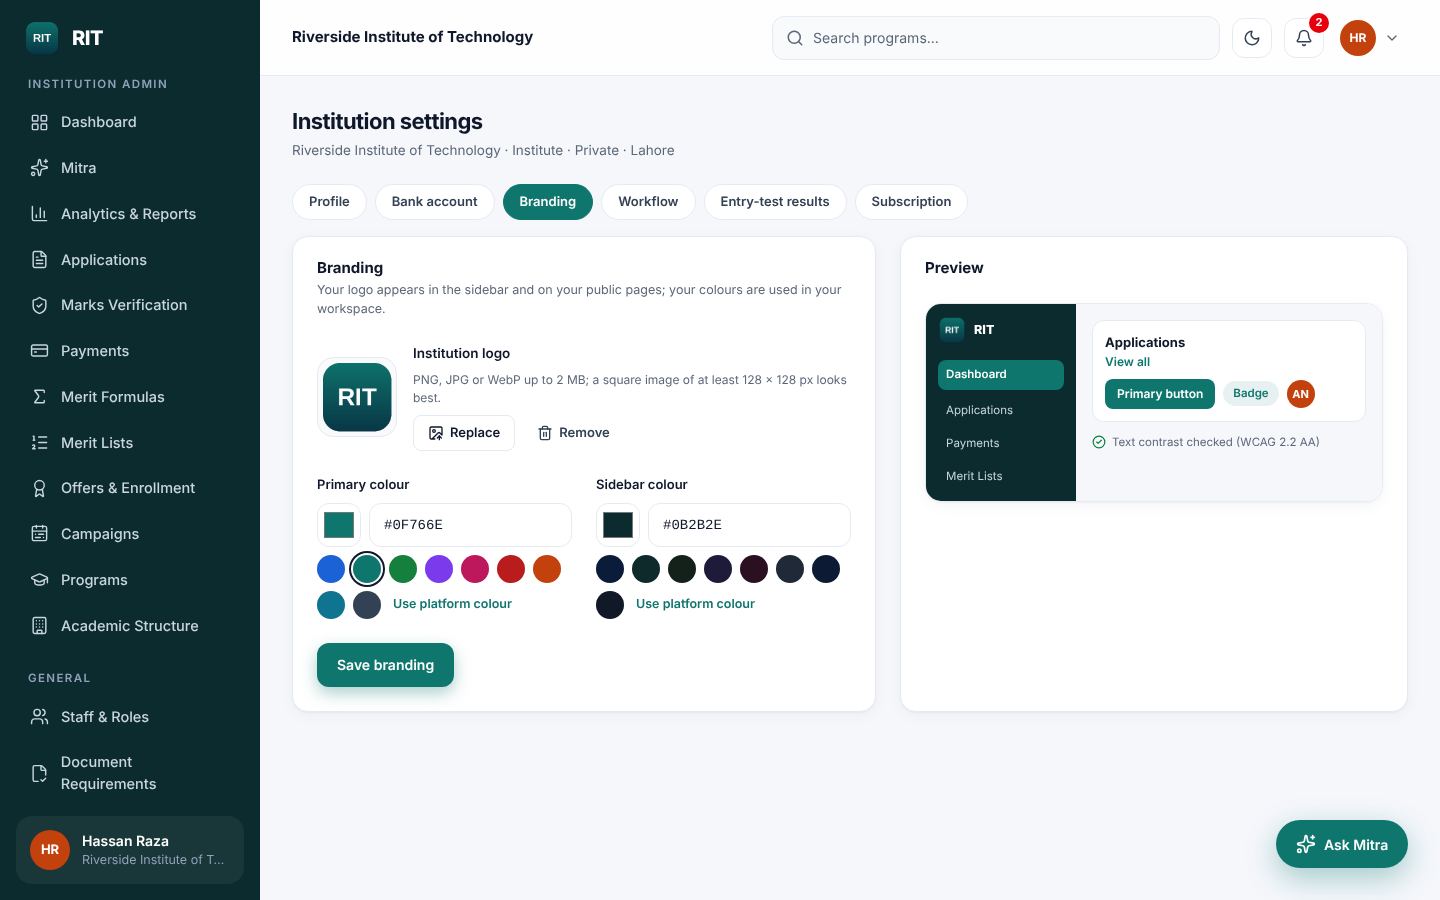 RIT
RIT
INSTITUTION ADMIN
Dashboard
Mitra
Analytics & Reports
Applications
Marks Verification
Payments
Merit Formulas
Merit Lists
Offers & Enrollment
Campaigns
Programs
Academic Structure
GENERAL
Staff & Roles
Document
Requirements
HR
Hassan Raza
Riverside Institute of T...
Riverside Institute of Technology
Search programs...
2
HR
Institution settings
Riverside Institute of Technology · Institute · Private · Lahore
Profile
Bank account
Branding
Workflow
Entry-test results
Subscription
Branding
Your logo appears in the sidebar and on your public pages; your colours are used in your
workspace.
RIT
Institution logo
PNG, JPG or WebP up to 2 MB; a square image of at least 128 × 128 px looks
best.
Replace
Remove
Primary colour
#0F766E
Use platform colour
Sidebar colour
#0B2B2E
Use platform colour
Save branding
Preview
RIT
RIT
Dashboard
Applications
Payments
Merit Lists
Applications
View all
Primary button
Badge
AN
Text contrast checked (WCAG 2.2 AA)
Ask Mitra